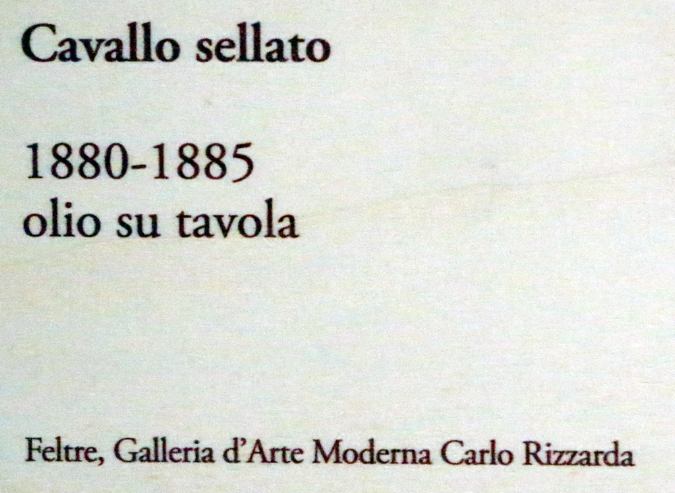 Cavallo sellato
1880-1885
olio su tavola
Feltre, Galleria d’Arte Moderna Carlo Rizzarda